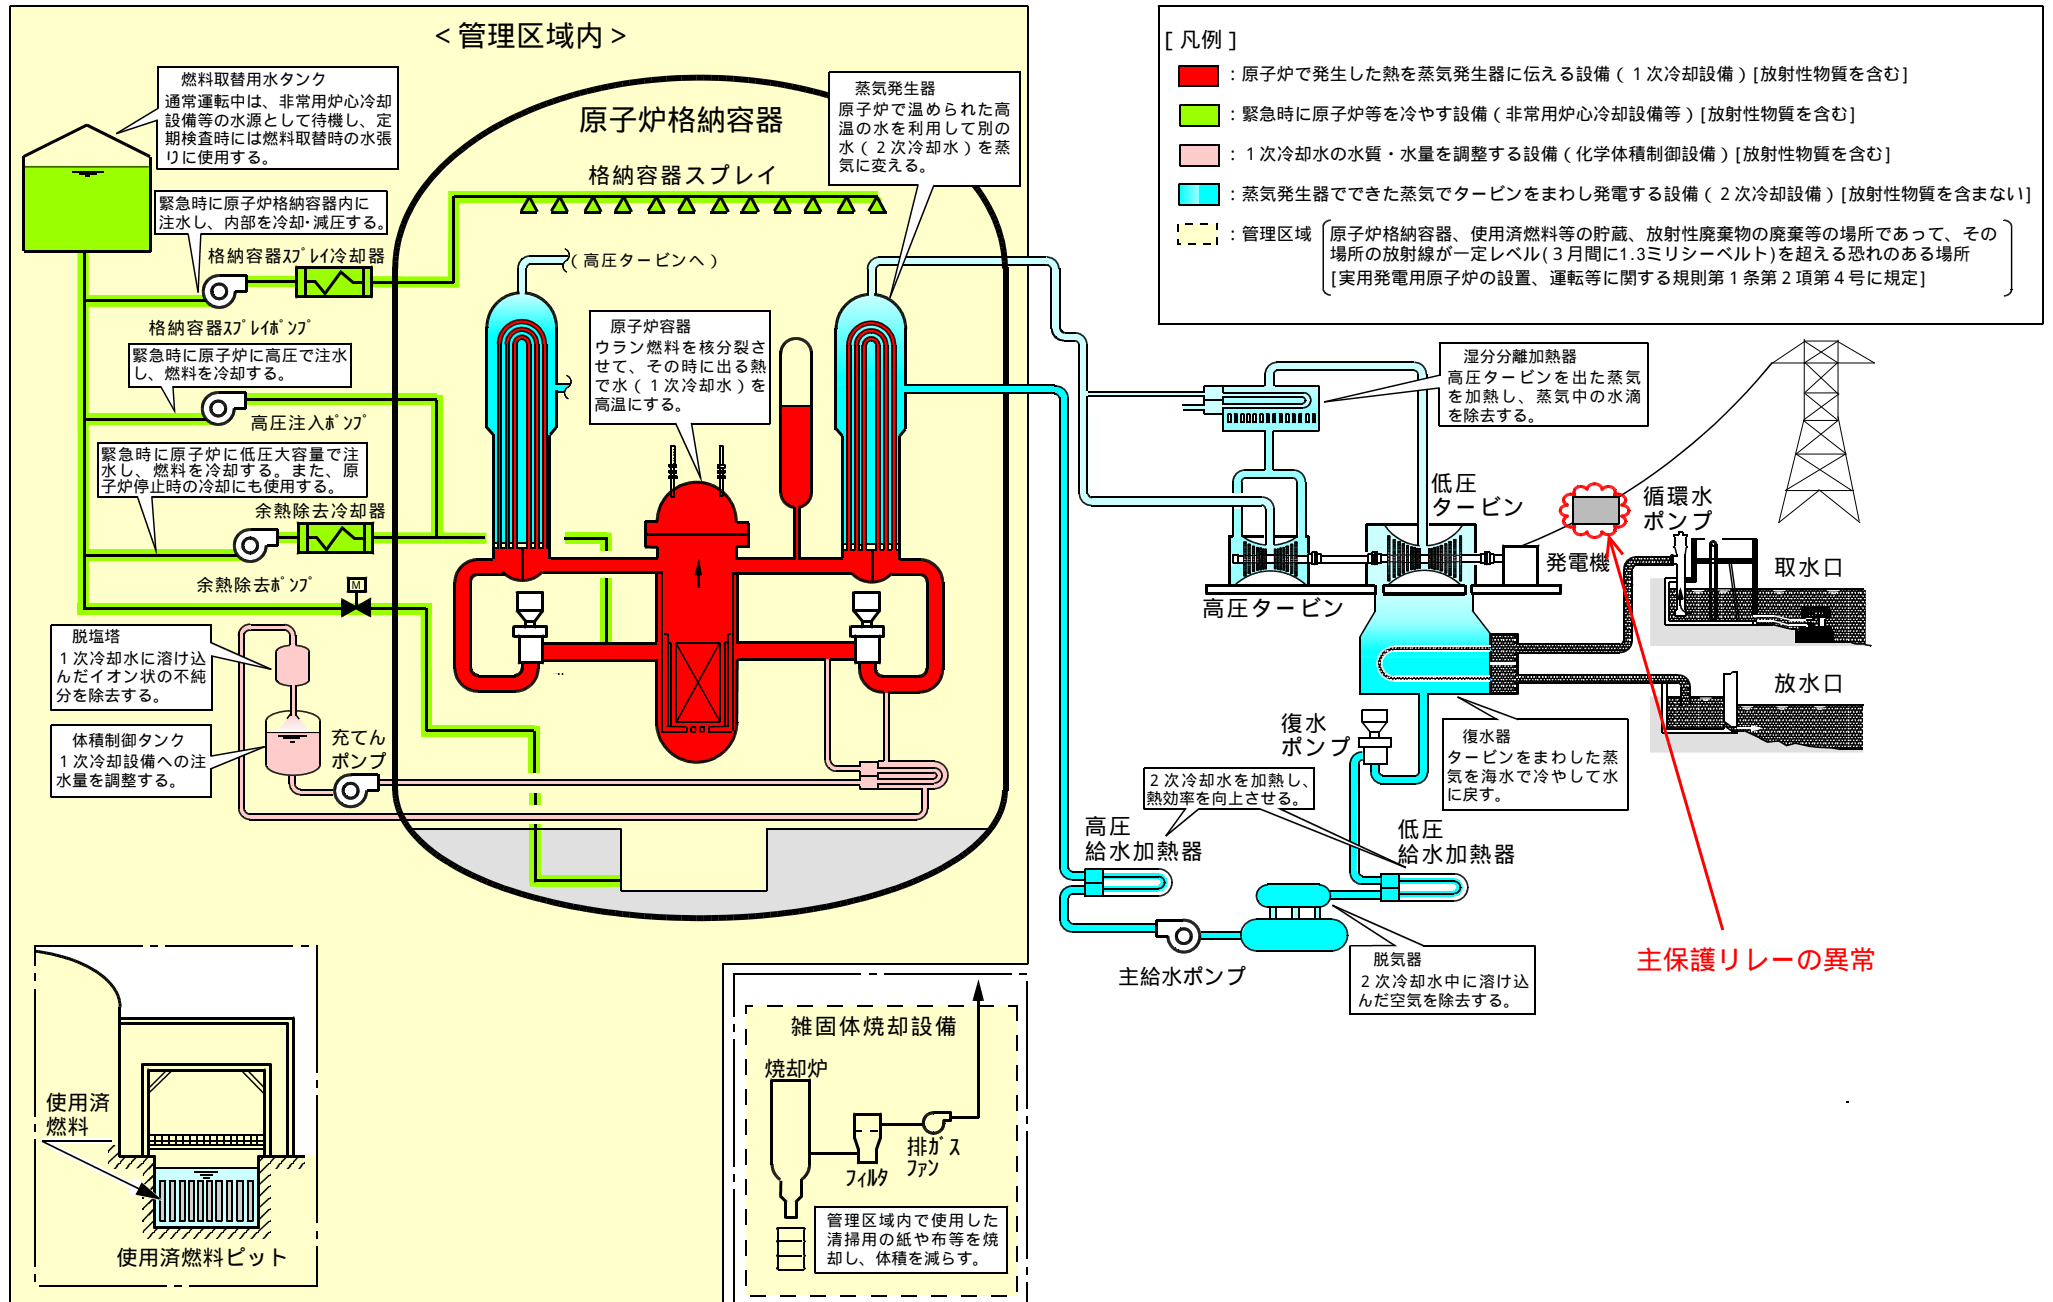 ＜管理区域内＞
燃料取替用水タンク
通常運転中は、非常用炉心冷却
設備等の水源として待機し、定
期検査時には燃料取替時の水張
りに使用する。
緊急時に原子炉格納容器内に
注水し、内部を冷却・減圧する。
格納容器ｽﾌﾟﾚｲ冷却器
格納容器ｽﾌﾟﾚｲﾎﾟﾝﾌﾟ
緊急時に原子炉に高圧で注水
し、燃料を冷却する。
高圧注入ﾎﾟﾝﾌﾟ
緊急時に原子炉に低圧大容量で注
水し、燃料を冷却する。また、原
子炉停止時の冷却にも使用する。
余熱除去冷却器
余熱除去ﾎﾟﾝﾌﾟ
M
脱塩塔
１次冷却水に溶け込
んだイオン状の不純
分を除去する。
体積制御タンク
１次冷却設備への注
水量を調整する。
充てん
ポンプ
原子炉格納容器
格納容器スプレイ
（高圧タービンへ）
原子炉容器
ウラン燃料を核分裂さ
せて、その時に出る熱
で水（１次冷却水）を
高温にする。
蒸気発生器
原子炉で温められた高
温の水を利用して別の
水（２次冷却水）を蒸
気に変える。
[凡例]
：原子炉で発生した熱を蒸気発生器に伝える設備（１次冷却設備）[放射性物質を含む]
：緊急時に原子炉等を冷やす設備（非常用炉心冷却設備等）[放射性物質を含む]
：１次冷却水の水質・水量を調整する設備（化学体積制御設備）[放射性物質を含む]
：蒸気発生器でできた蒸気でタービンをまわし発電する設備（２次冷却設備）[放射性物質を含まない]
：管理区域
原子炉格納容器、使用済燃料等の貯蔵、放射性廃棄物の廃棄等の場所であって、その
場所の放射線が一定レベル(３月間に1.3ミリシーベルト)を超える恐れのある場所
[実用発電用原子炉の設置、運転等に関する規則第１条第２項第４号に規定]
湿分分離加熱器
高圧タービンを出た蒸気
を加熱し、蒸気中の水滴
を除去する。
低圧
タービン
高圧タービン
発電機
循環水
ポンプ
取水口
放水口
復水
ポンプ
復水器
タービンをまわした蒸
気を海水で冷やして水
に戻す。
２次冷却水を加熱し、
熱効率を向上させる。
高圧
給水加熱器
低圧
給水加熱器
主給水ポンプ
脱気器
２次冷却水中に溶け込
んだ空気を除去する。
主保護リレーの異常
使用済
燃料
使用済燃料ピット
雑固体焼却設備
焼却炉
フィルタ
排ｶﾞｽ
ファン
管理区域内で使用した
清掃用の紙や布等を焼
却し、体積を減らす。